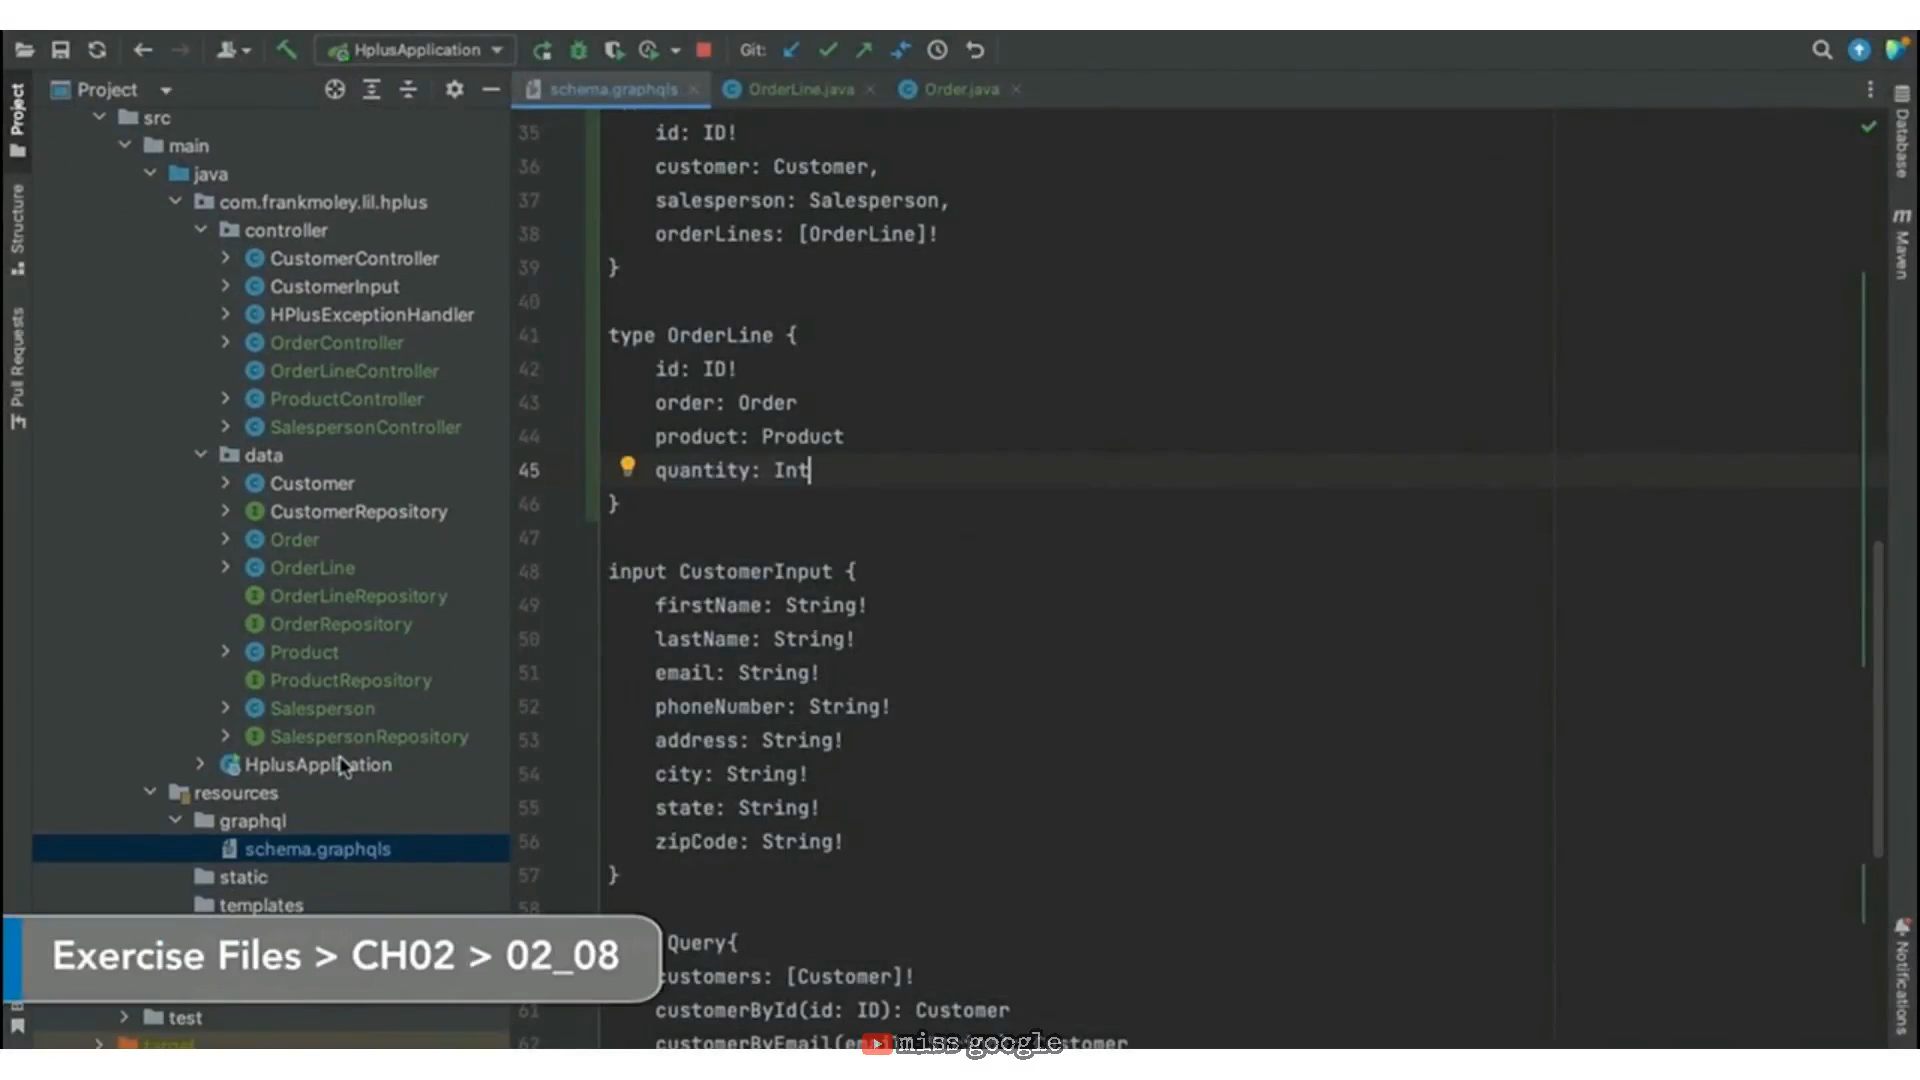 HplusApplication
Git:
Project
schema.graphqls
OrderLine.java
Order.java
Project
Structure
Pull Requests
src
main
java
com.frankmoley.lil.hplus
controller
CustomerController
CustomerInput
HPlusExceptionHandler
OrderController
OrderLineController
ProductController
SalespersonController
data
Customer
CustomerRepository
Order
OrderLine
OrderLineRepository
OrderRepository
Product
ProductRepository
Salesperson
SalespersonRepository
HplusApplication
resources
graphql
schema.graphqls
static
templates
test
target
35 id: ID!
36 customer: Customer,
37 salesperson: Salesperson,
38 orderLines: [OrderLine]!
39 }
40
41 type OrderLine {
42 id: ID!
43 order: Order
44 product: Product
45 quantity: Int
46 }
47
48 input CustomerInput {
49 firstName: String!
50 lastName: String!
51 email: String!
52 phoneNumber: String!
53 address: String!
54 city: String!
55 state: String!
56 zipCode: String!
57 }
58
Query{
customers: [Customer]!
61 customerById(id: ID): Customer
62
Exercise Files > CH02 > 02_08
miss google
Database
m
Maven
Notifications